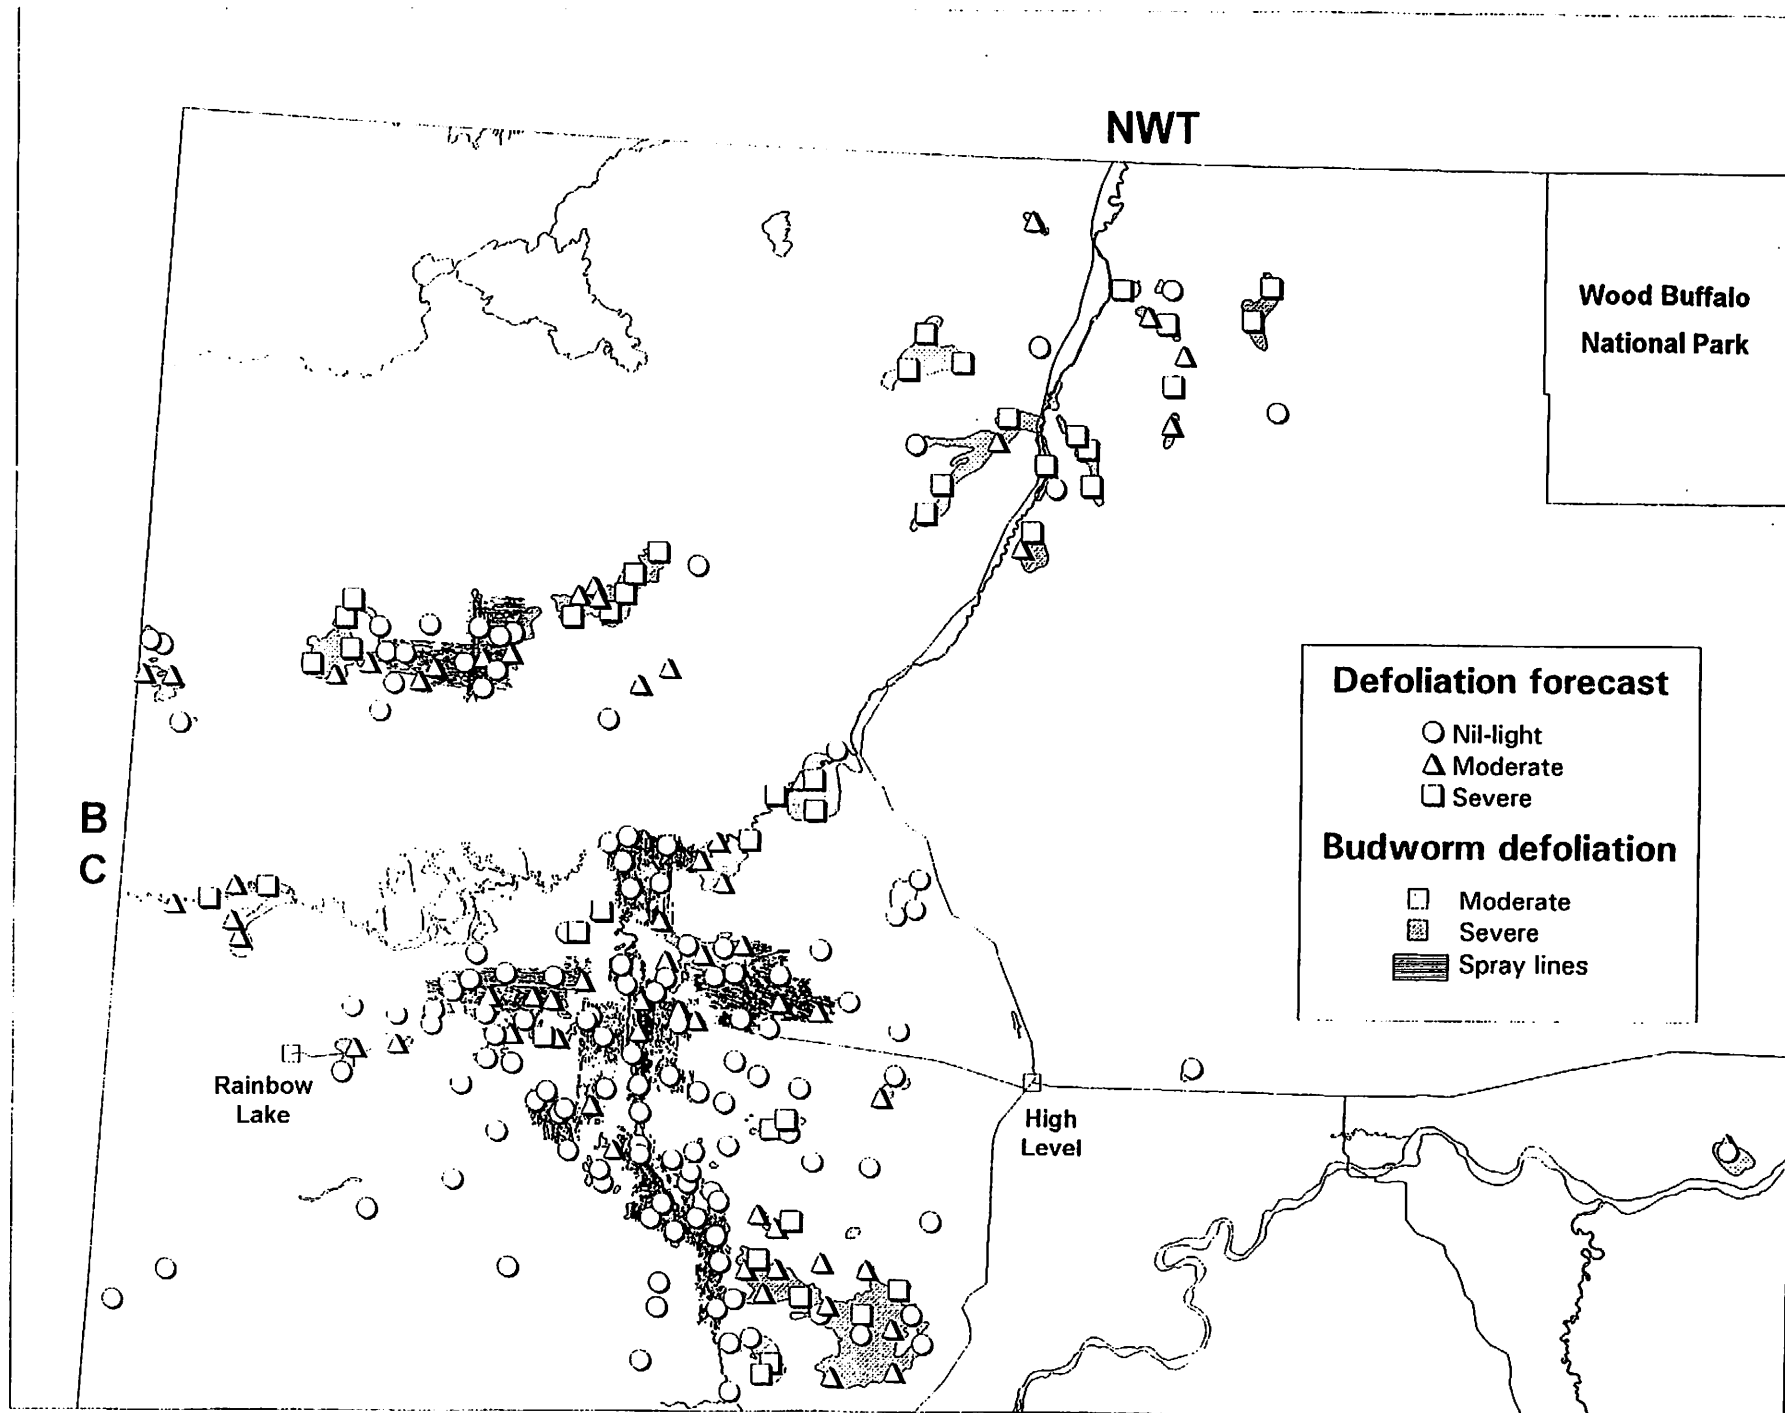 NWT
Wood Buffalo
National Park
B
C
Defoliation forecast
Nil-light
Moderate
Severe
Budworm defoliation
Moderate
Severe
Spray lines
Rainbow
Lake
High
Level